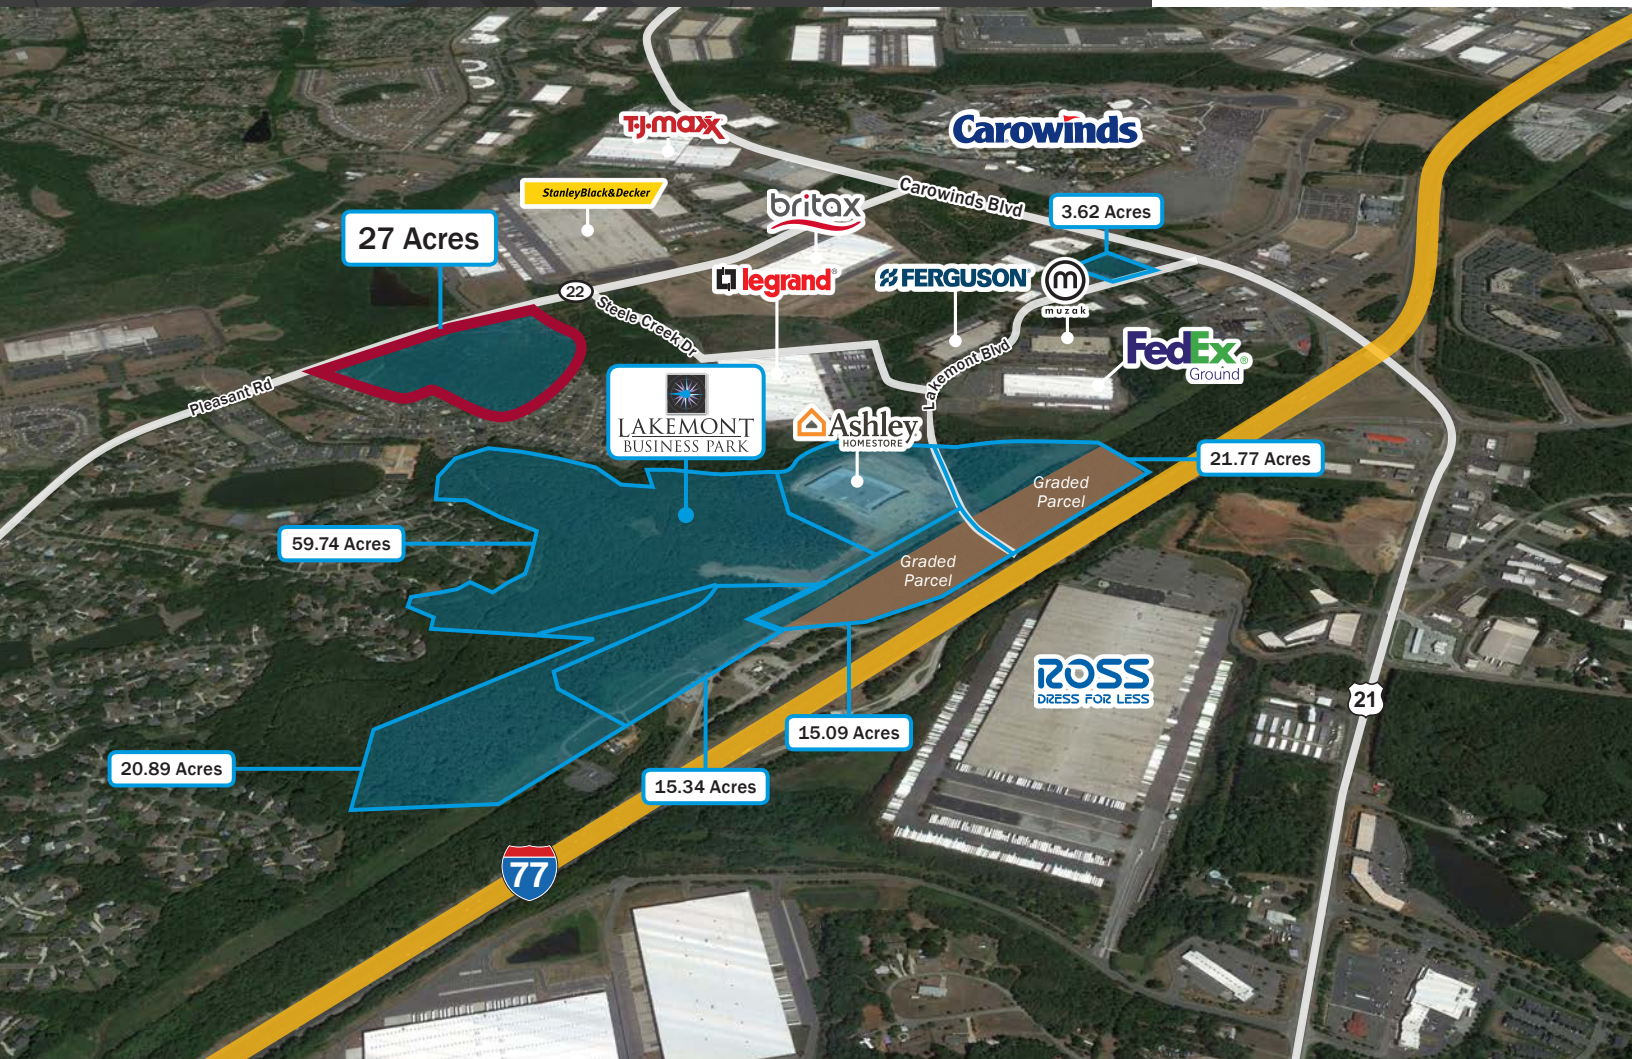 T·J·maxx
Carowinds
StanleyBlack&Decker
Carowinds Blvd
3.62 Acres
britax
27 Acres
legrand®
FERGUSON
m
muzak
22
Steele Creek Dr
FedEx®
Ground
Lakemont Blvd
Pleasant Rd
LAKEMONT
BUSINESS PARK
Ashley
HOMESTORE
21.77 Acres
Graded
Parcel
59.74 Acres
Graded
Parcel
ROSS
DRESS FOR LESS
21
15.09 Acres
20.89 Acres
15.34 Acres
77